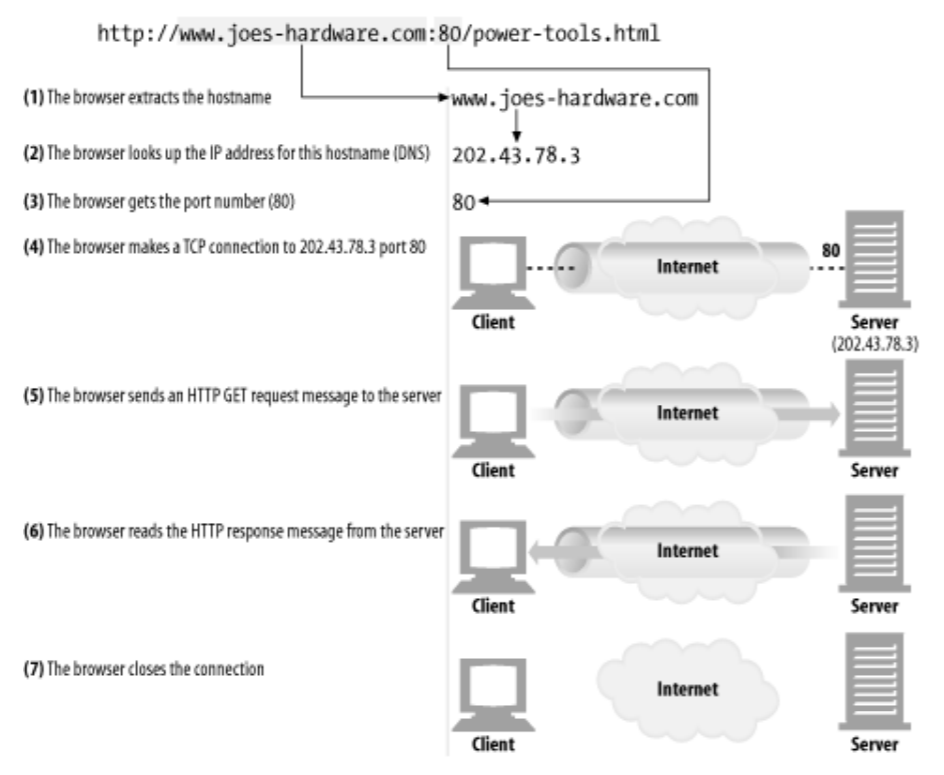 http://www.joes-hardware.com:80/power-tools.html
(1) The browser extracts the hostname
www.joes-hardware.com
(2) The browser looks up the IP address for this hostname (DNS)
202.43.78.3
(3) The browser gets the port number (80)
80
(4) The browser makes a TCP connection to 202.43.78.3 port 80
Internet
80
Client
Server
(202.43.78.3)
(5) The browser sends an HTTP GET request message to the server
Internet
Client
Server
(6) The browser reads the HTTP response message from the server
Internet
Client
Server
(7) The browser closes the connection
Internet
Client
Server